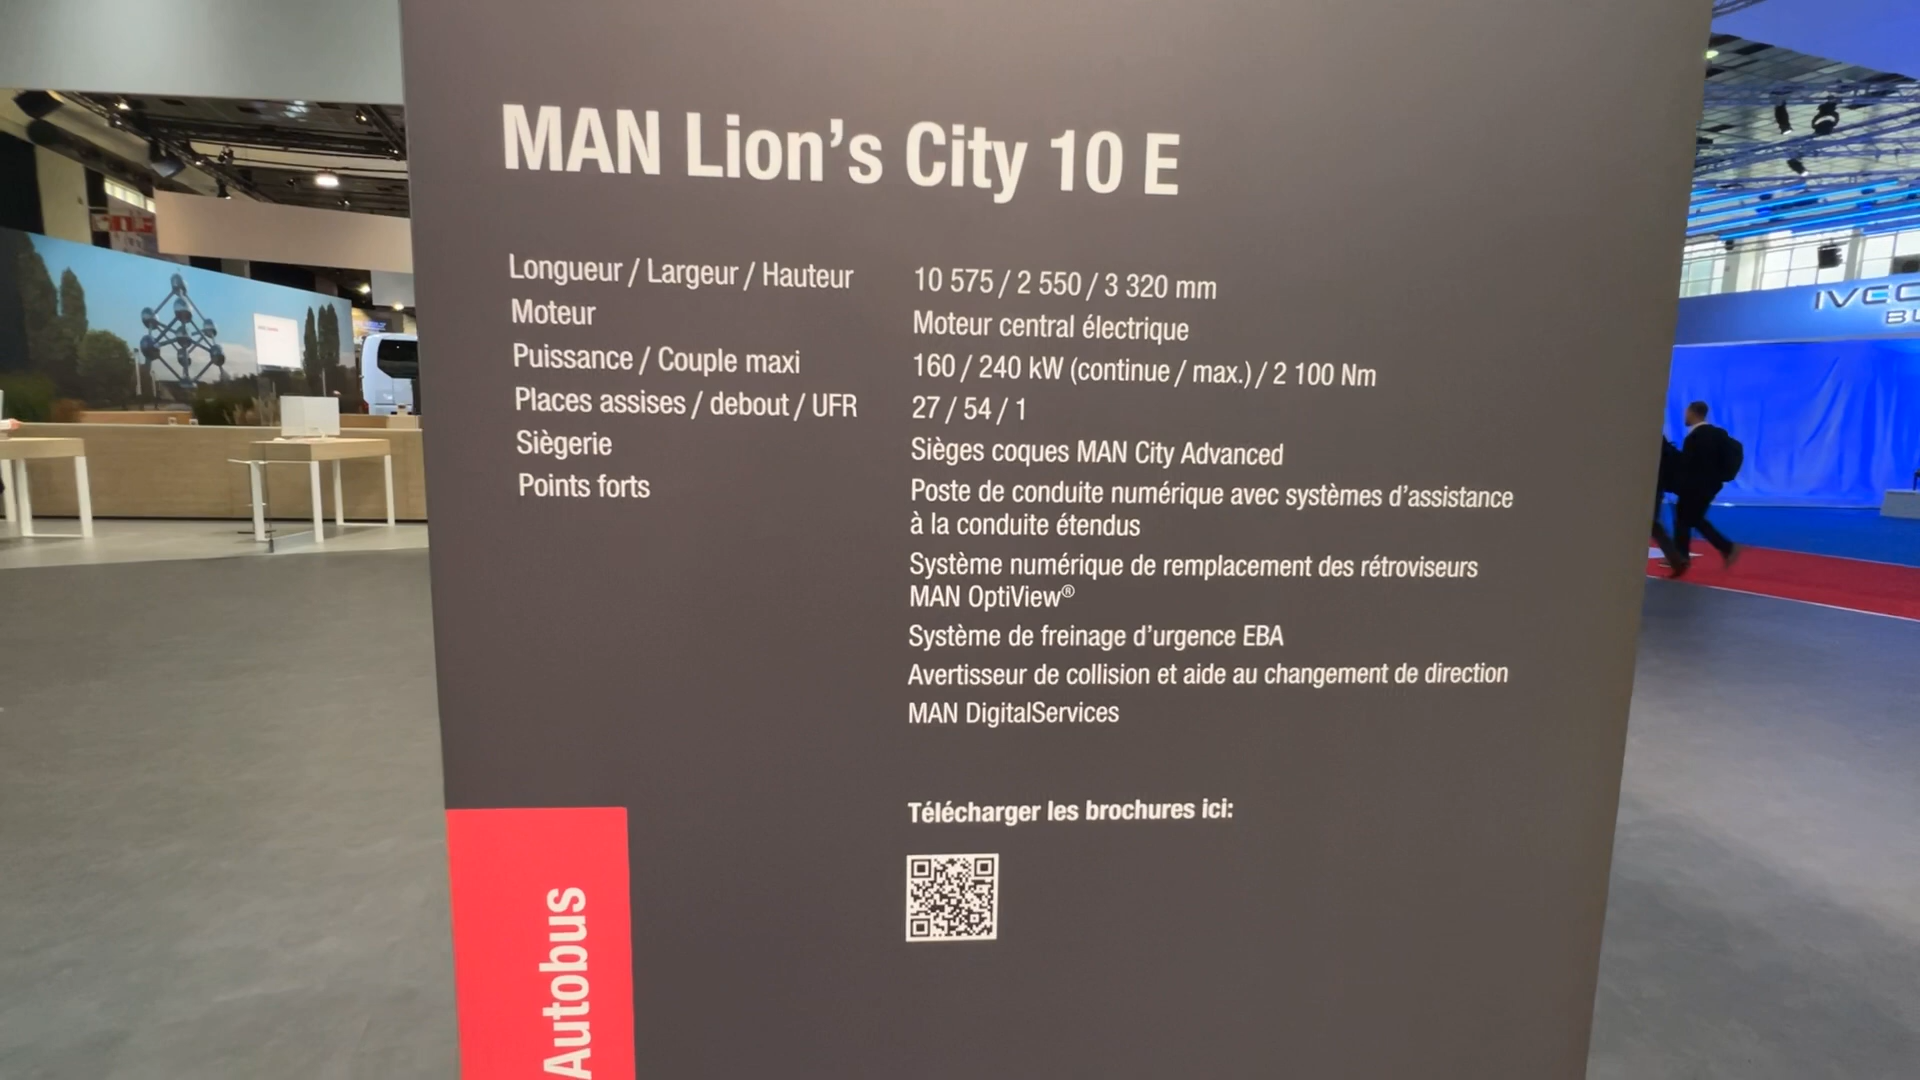 MAN Lion's City 10 E
Longueur / Largeur / Hauteur 10 575 / 2 550 / 3 320 mm
Moteur Moteur central électrique
Puissance / Couple maxi 160 / 240 kW (continue / max.) / 2 100 Nm
Places assises / debout / UFR 27 / 54 / 1
Siègerie Sièges coques MAN City Advanced
Points forts Poste de conduite numérique avec systèmes d'assistance
à la conduite étendus
Système numérique de remplacement des rétroviseurs
MAN OptiView®
Système de freinage d'urgence EBA
Avertisseur de collision et aide au changement de direction
MAN DigitalServices
Télécharger les brochures ici:
Autobus